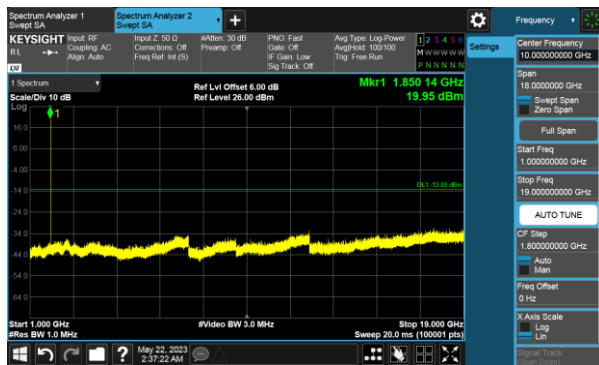 Spectrum Analyzer 1
Swept SA
Spectrum Analyzer 2
Swept SA
+
Frequency
KEYSIGHT
RL
Input: RF
Coupling: AC
Align: Auto
Input Z: 50 Ω
Corrections: Off
Freq Ref: Int (S)
#Atten: 30 dB
Preamp: Off
PNO: Fast
Gate: Off
IF Gain: Low
Sig Track: Off
Avg Type: Log-Power
Avg|Hold: 100/100
Trig: Free Run
1 2 3 4 5 6
M W W W W W
P N N N N N
LXI
1 Spectrum
Scale/Div 10 dB
Log
Ref Lvl Offset 6.00 dB
Ref Level 26.00 dBm
Mkr1 1.850 14 GHz
19.95 dBm
1
16.0
6.00
-4.00
-14.0
-24.0
-34.0
-44.0
-54.0
-64.0
DL1 -13.00 dBm
Start 1.000 GHz
#Res BW 1.0 MHz
#Video BW 3.0 MHz
Stop 19.000 GHz
Sweep 20.0 ms (100001 pts)
?
May 22, 2023
2:37:22 AM
Settings
Center Frequency
10.000000000 GHz
Span
18.0000000 GHz
Swept Span
Zero Span
Full Span
Start Freq
1.000000000 GHz
Stop Freq
19.000000000 GHz
AUTO TUNE
CF Step
1.800000000 GHz
Auto
Man
Freq Offset
0 Hz
X Axis Scale
Log
Lin
Signal Track
(Span Zoom)